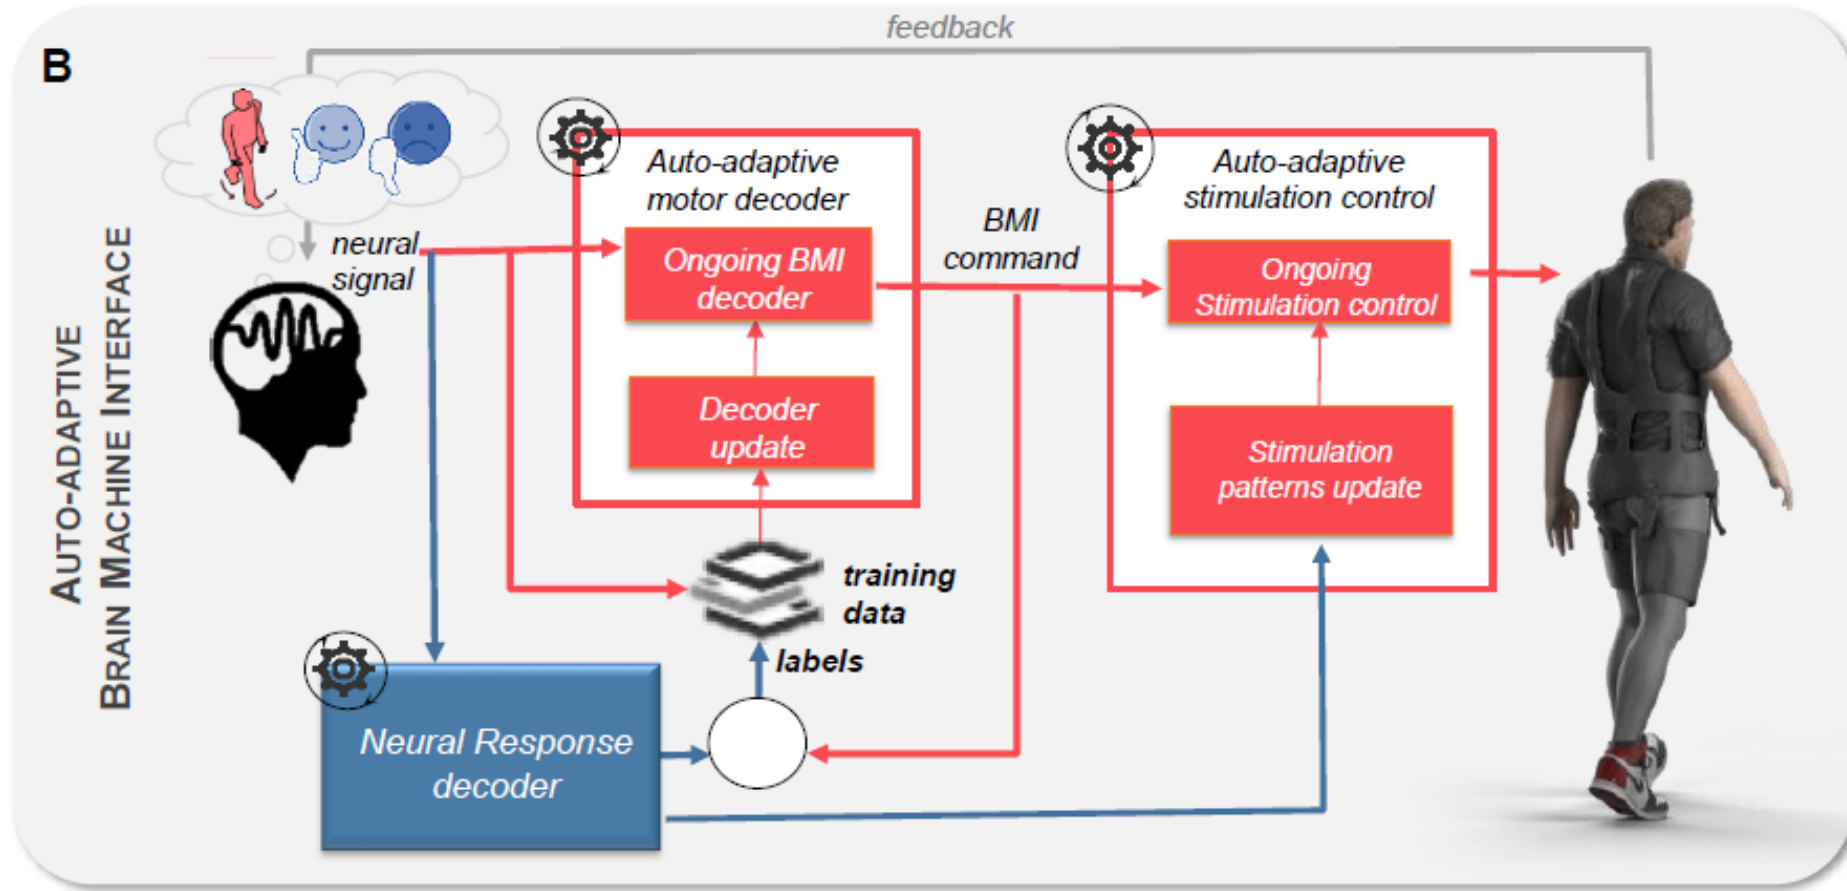 feedback
B
AUTO-ADAPTIVE
BRAIN MACHINE INTERFACE
neural
signal
Auto-adaptive
motor decoder
Ongoing BMI
decoder
Decoder
update
training
data
labels
Neural Response
decoder
BMI
command
Auto-adaptive
stimulation control
Ongoing
Stimulation control
Stimulation
patterns update